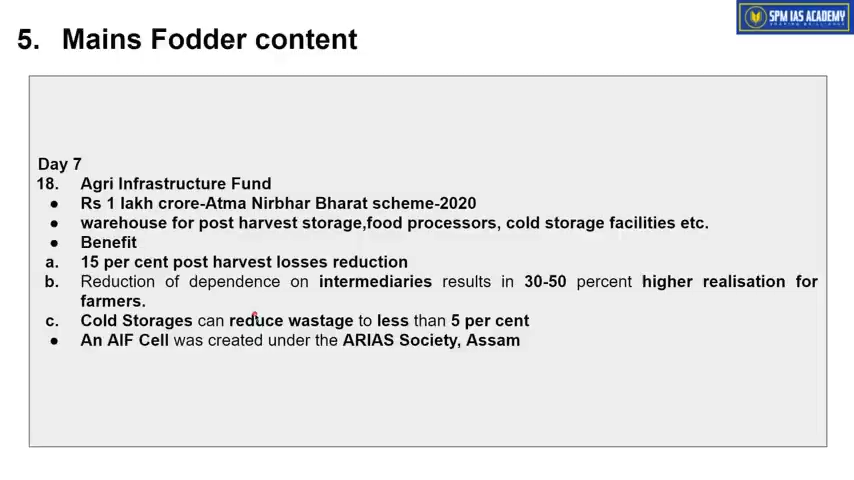 SPM IAS ACADEMY
SHAPING BRILLIANCE
5. Mains Fodder content
Day 7
18. Agri Infrastructure Fund
● Rs 1 lakh crore-Atma Nirbhar Bharat scheme-2020
● warehouse for post harvest storage,food processors, cold storage facilities etc.
● Benefit
a. 15 per cent post harvest losses reduction
b. Reduction of dependence on intermediaries results in 30-50 percent higher realisation for
farmers.
c. Cold Storages can reduce wastage to less than 5 per cent
● An AIF Cell was created under the ARIAS Society, Assam